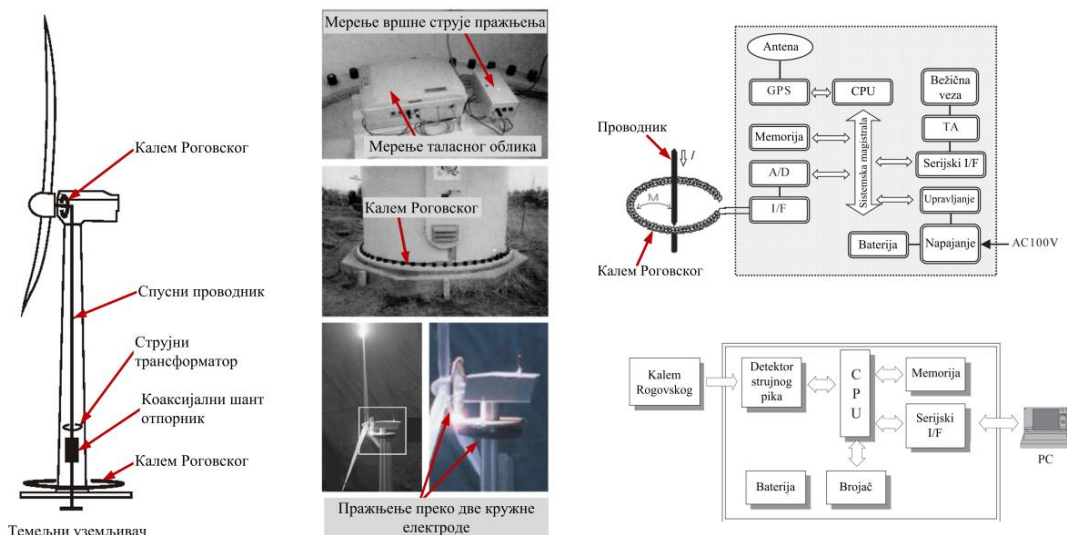 Калем Роговског
Спусни проводник
Струјни
трансформатор
Коаксијални шант
отпорник
Калем Роговског
Темељни уземљивач
Мерење вршне струје пражњења
Мерење таласног облика
Калем Роговског
Пражњење преко две кружне
електроде
Проводник
I
M
Калем Роговског
Antena
GPS
CPU
Bežična
veza
Memorija
TA
A/D
Serijski I/F
I/F
Sistemska magistrala
Upravljanje
Baterija
Napajanje
AC100V
Kalem
Rogovskog
Detektor
strujnog
pika
CPU
Memorija
Serijski
I/F
PC
Baterija
Brojač